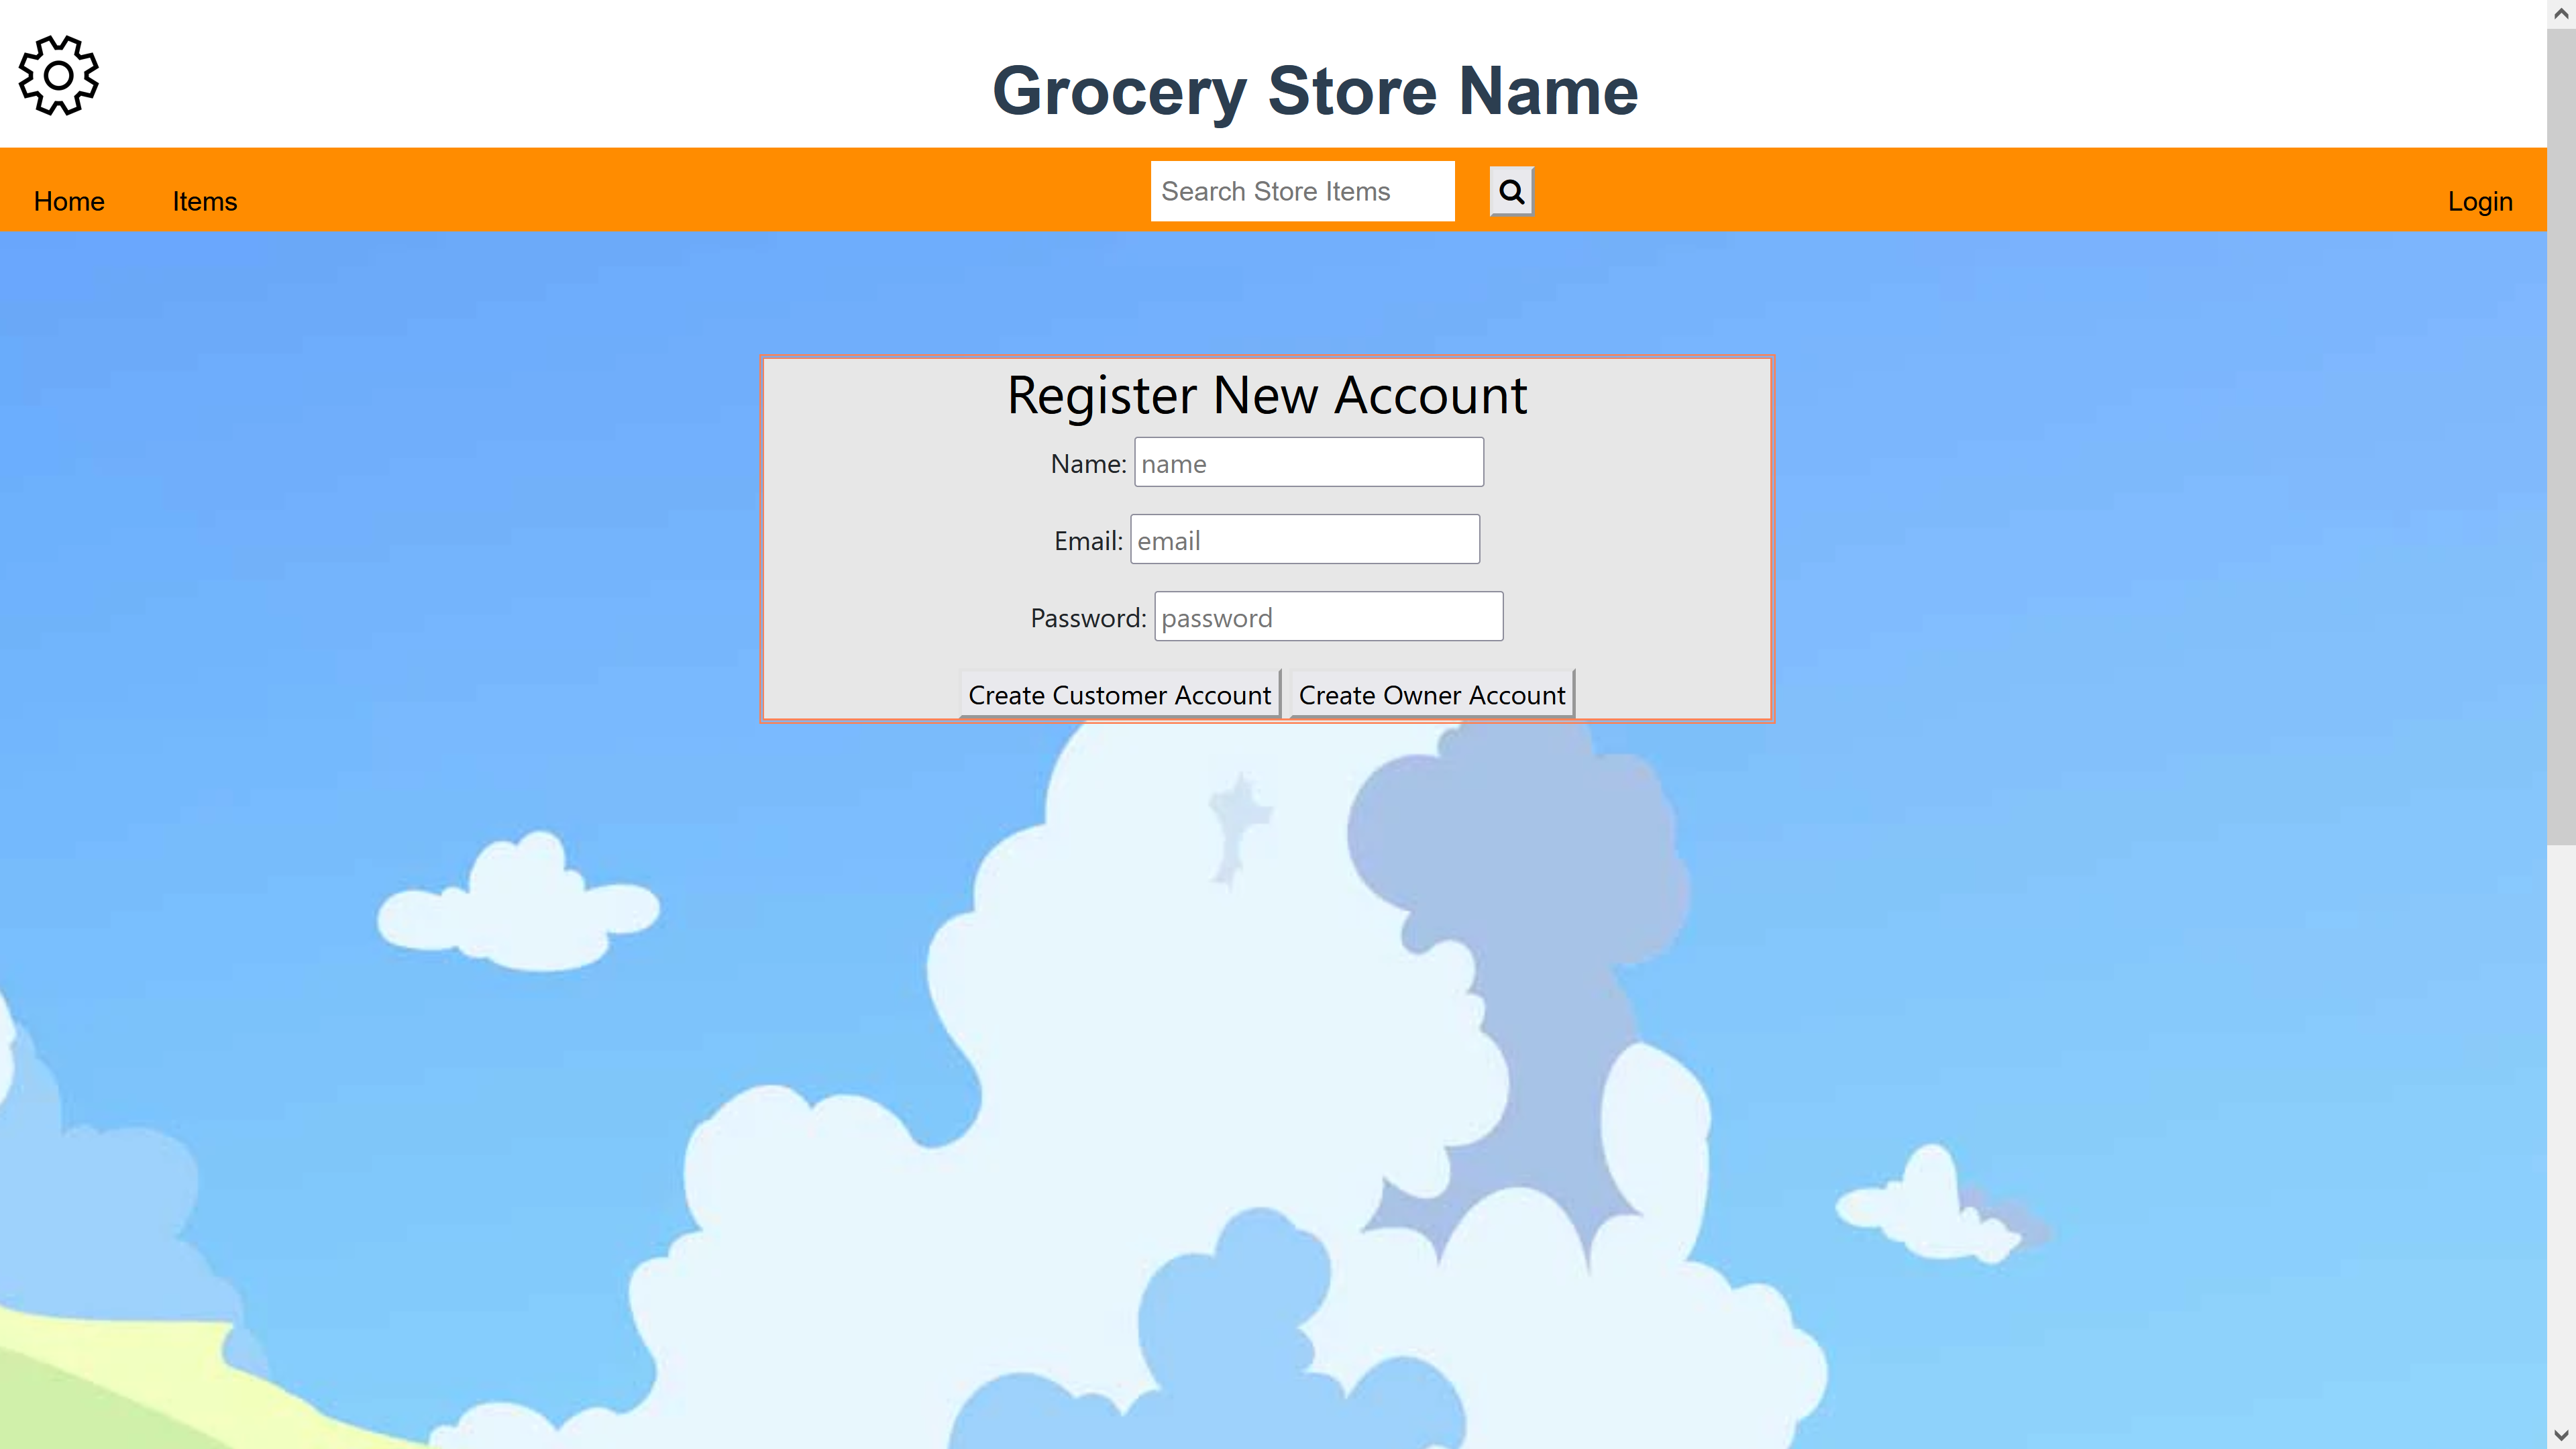 Grocery Store Name
Home Items Search Store Items Login
Register New Account
Name: name
Email: email
Password: password
Create Customer Account Create Owner Account